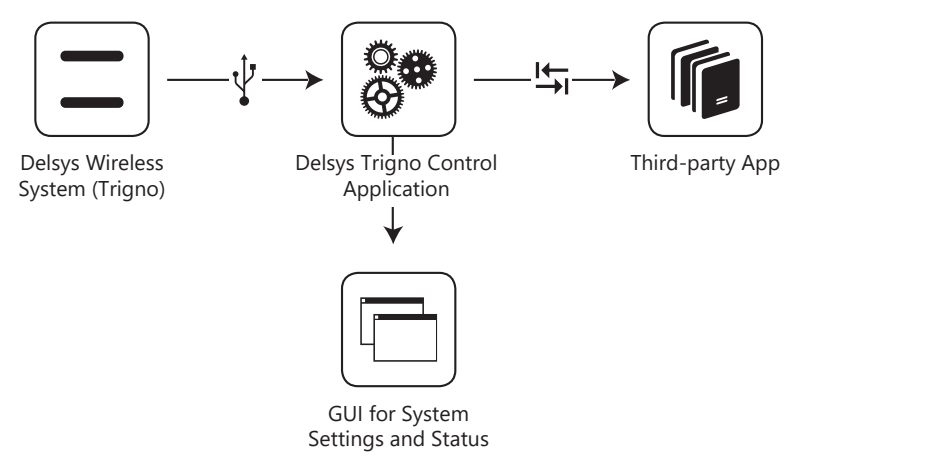 Delsys Wireless
System (Trigno)
Delsys Trigno Control
Application
Third-party App
GUI for System
Settings and Status